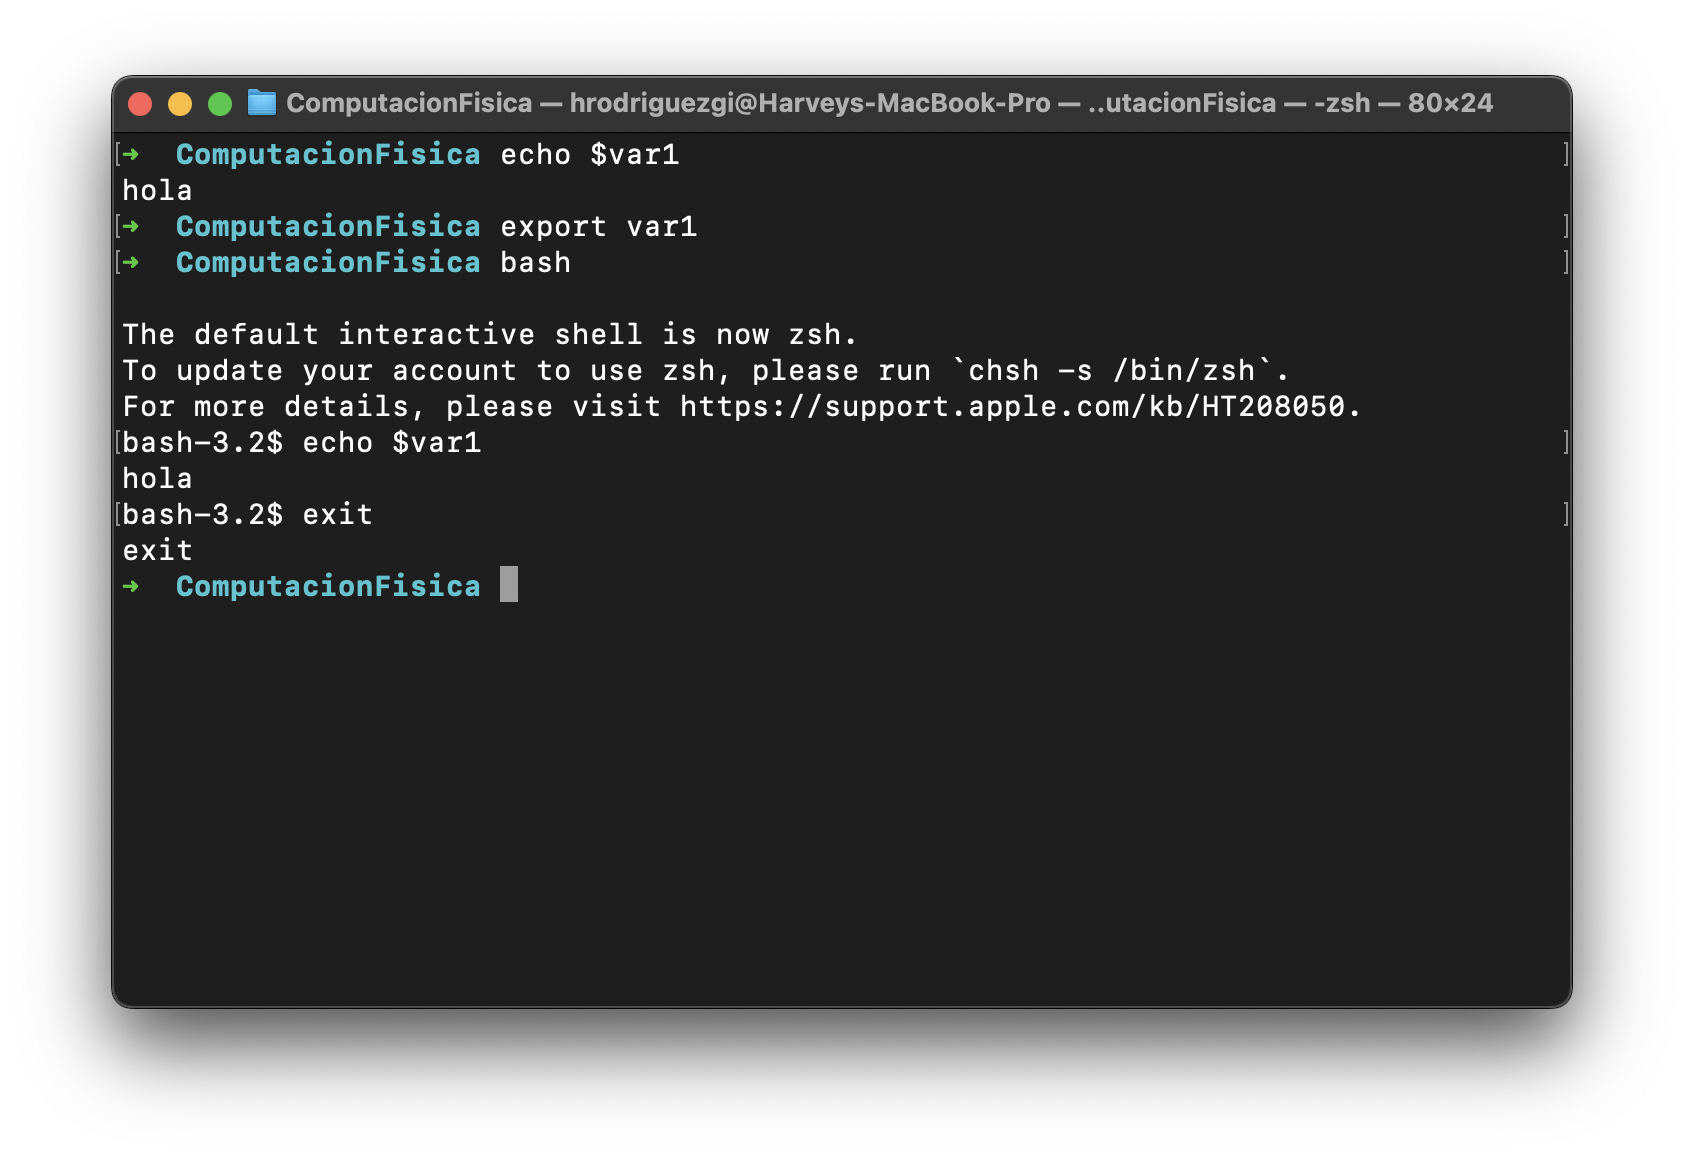 ComputacionFisica — hrodriguezgi@Harveys-MacBook-Pro — ..utacionFisica — -zsh — 80×24
[➜  ComputacionFisica echo $var1 ]
hola
[➜  ComputacionFisica export var1 ]
[➜  ComputacionFisica bash ]
The default interactive shell is now zsh.
To update your account to use zsh, please run `chsh -s /bin/zsh`.
For more details, please visit https://support.apple.com/kb/HT208050.
[bash-3.2$ echo $var1 ]
hola
[bash-3.2$ exit ]
exit
➜  ComputacionFisica